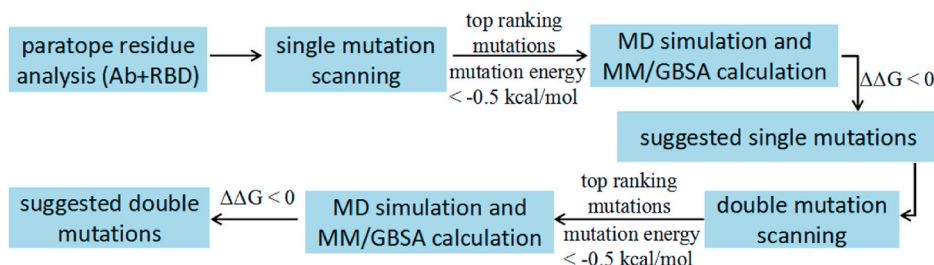 paratope residue
analysis (Ab+RBD)
single mutation
scanning
top ranking
mutations
mutation energy
< -0.5 kcal/mol
MD simulation and
MM/GBSA calculation
ΔΔG < 0
suggested single mutations
double mutation
scanning
top ranking
mutations
mutation energy
< -0.5 kcal/mol
MD simulation and
MM/GBSA calculation
ΔΔG < 0
suggested double
mutations